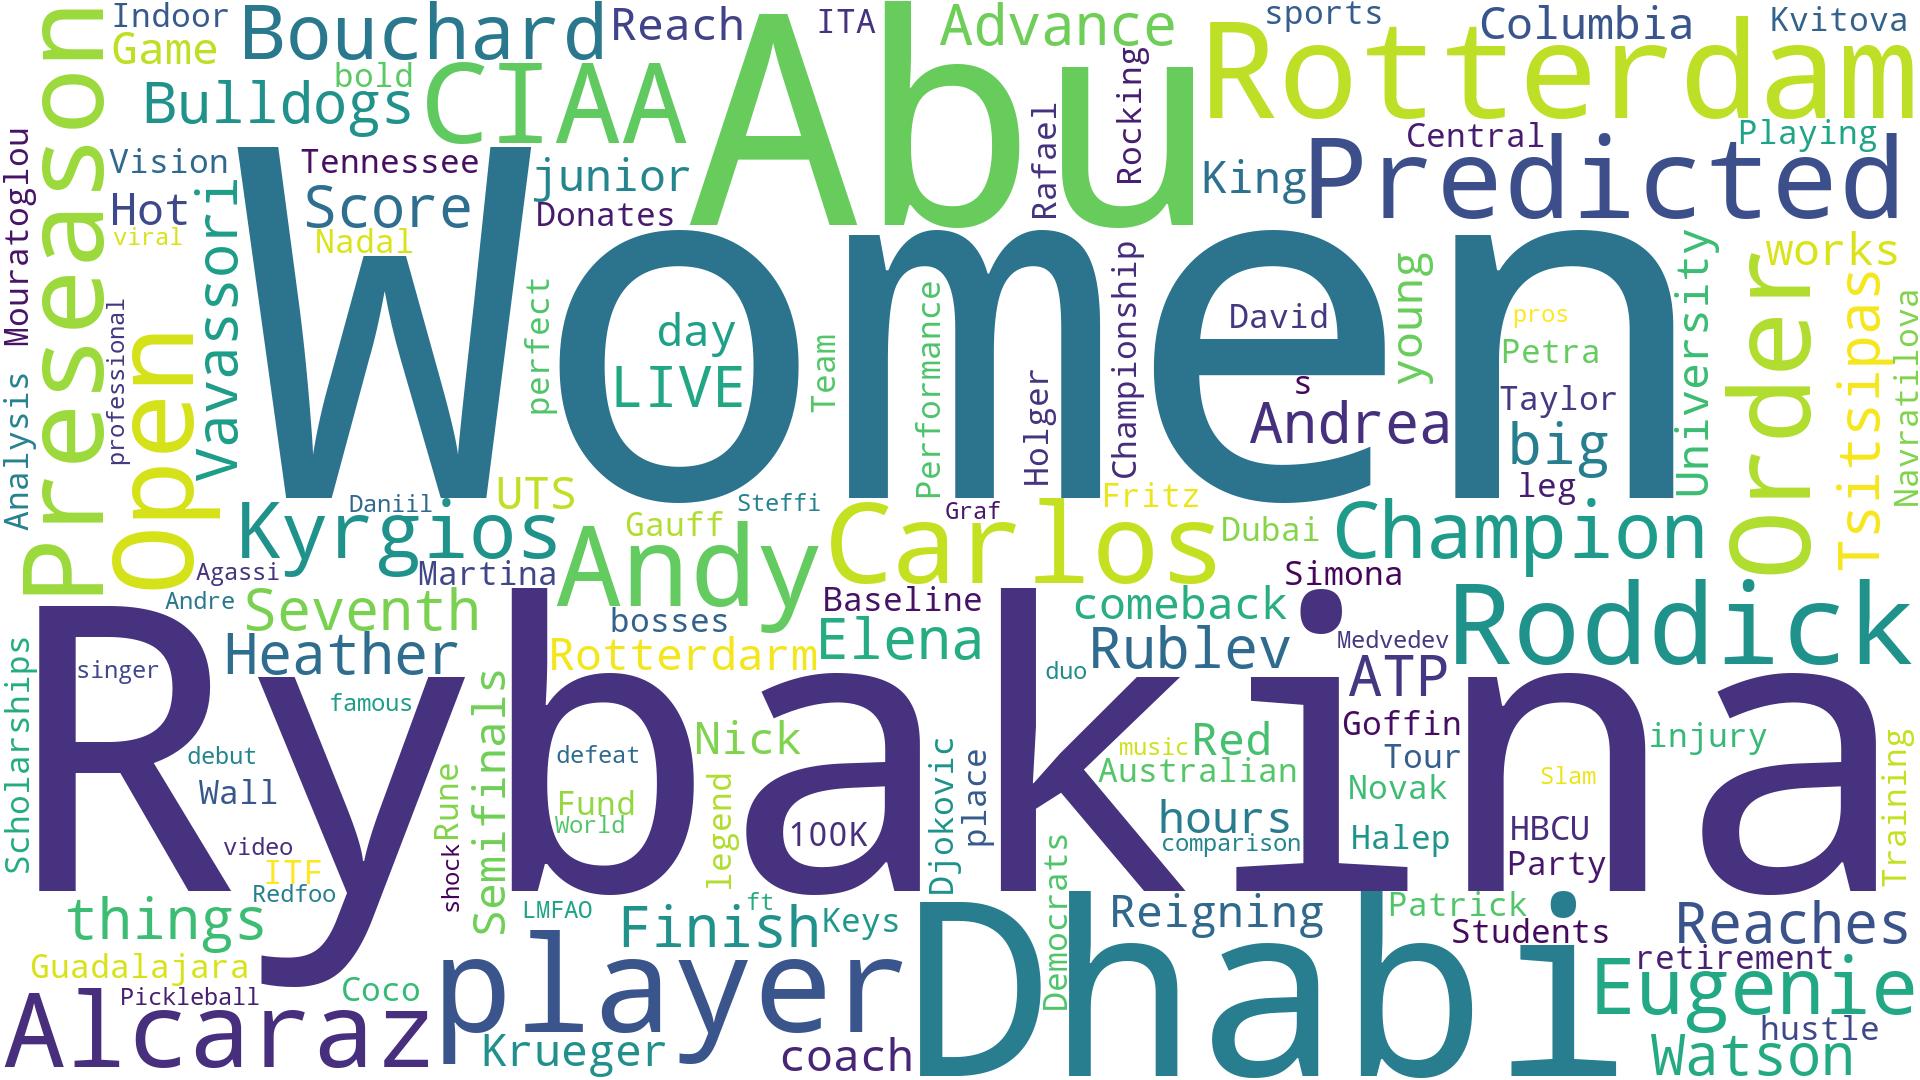 Indoor
Game
Bouchard
Reach
ITA
Advance
sports
Columbia
Kvitova
bold
Bulldogs
CIAA
Abu
Rocking
Rotterdam
Preseason
Mouratoglou
Vision
Tennessee
junior
Rafael
King
Central
Playing
Predicted
Hot
Score
Donates
viral
Nadal
Vavassori
Women
works
young
University
Order
Tsitsipas
Navratilova
professional
Open
Analysis
perfect
day
LIVE
Team
Performance
Holger
Championship
David
s
Andrea
pros
Petra
Taylor
big
leg
Daniil
UTS
Steffi
Graf
Fritz
Kyrgios
Gauff
Andy
Carlos
Dubai
Champion
Agassi
Martina
Simona
Andre
Seventh
bosses
Baseline
comeback
Roddick
Heather
Rotterdarm
Elena
Rublev
Medvedev
ATP
Scholarships
singer
duo
Rybakina
famous
Semifinals
Goffin
injury
debut
defeat
Nick
music
Red
Tour
Training
Wall
shock
Rune
Fund
World
legend
100K
Djokovic
place
Australian
Novak
Slam
hours
comparison
Halep
HBCU
Party
video
ITF
Redfoo
Democrats
things
LMFAO
ft
Finish
Keys
Dhabi
Reigning
Patrick
Students
Reaches
Guadalajara
retirement
Pickleball
Coco
player
Eugenie
Alcaraz
Krueger
coach
hustle
Watson